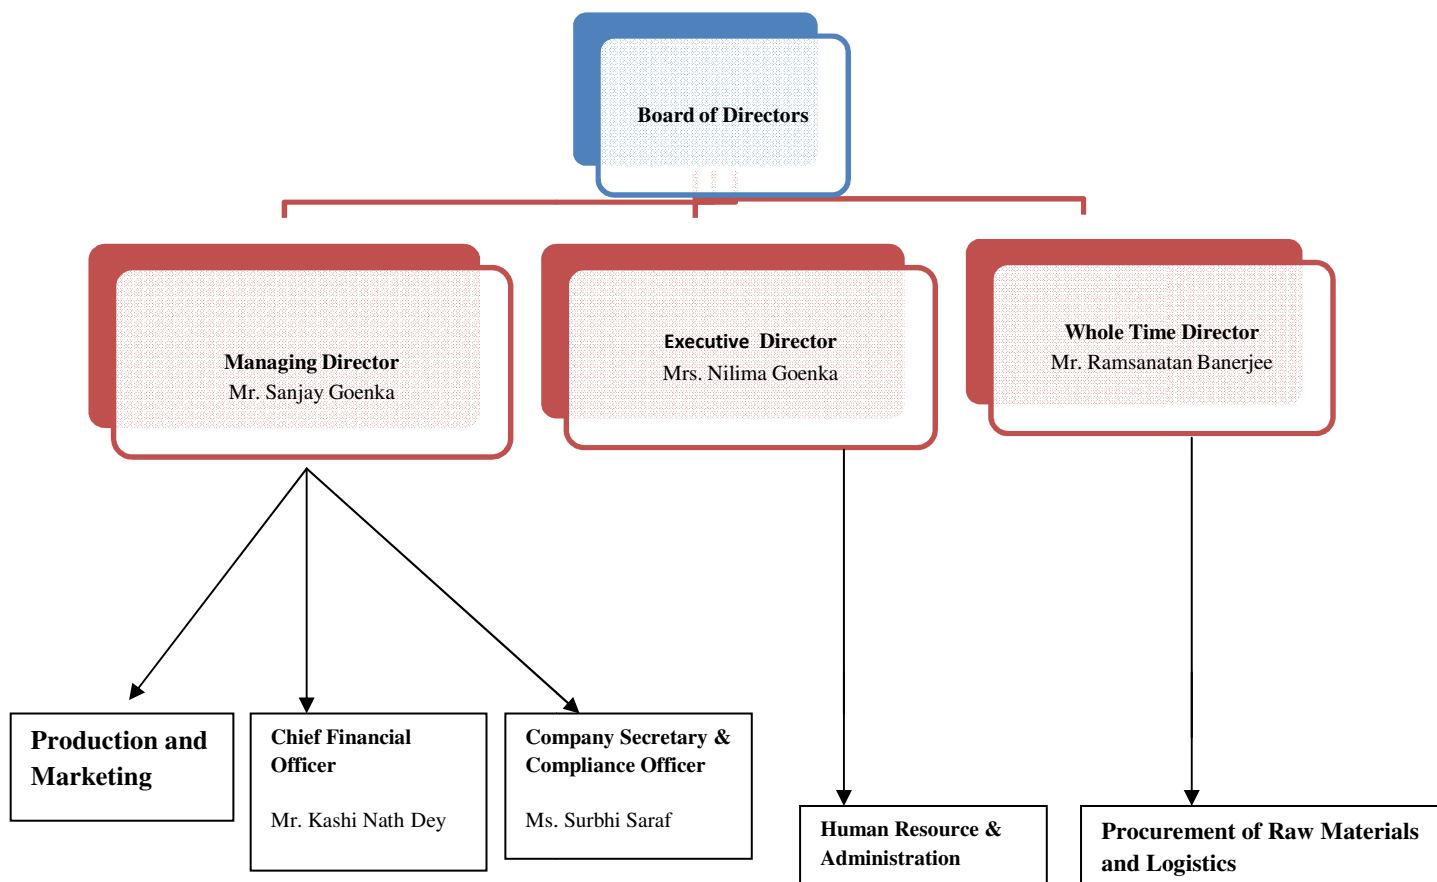 Board of Directors
Managing Director
Mr. Sanjay Goenka
Executive Director
Mrs. Nilima Goenka
Whole Time Director
Mr. Ramsanatan Banerjee
Production and
Marketing
Chief Financial
Officer
Mr. Kashi Nath Dey
Company Secretary &
Compliance Officer
Ms. Surbhi Saraf
Human Resource &
Administration
Procurement of Raw Materials
and Logistics